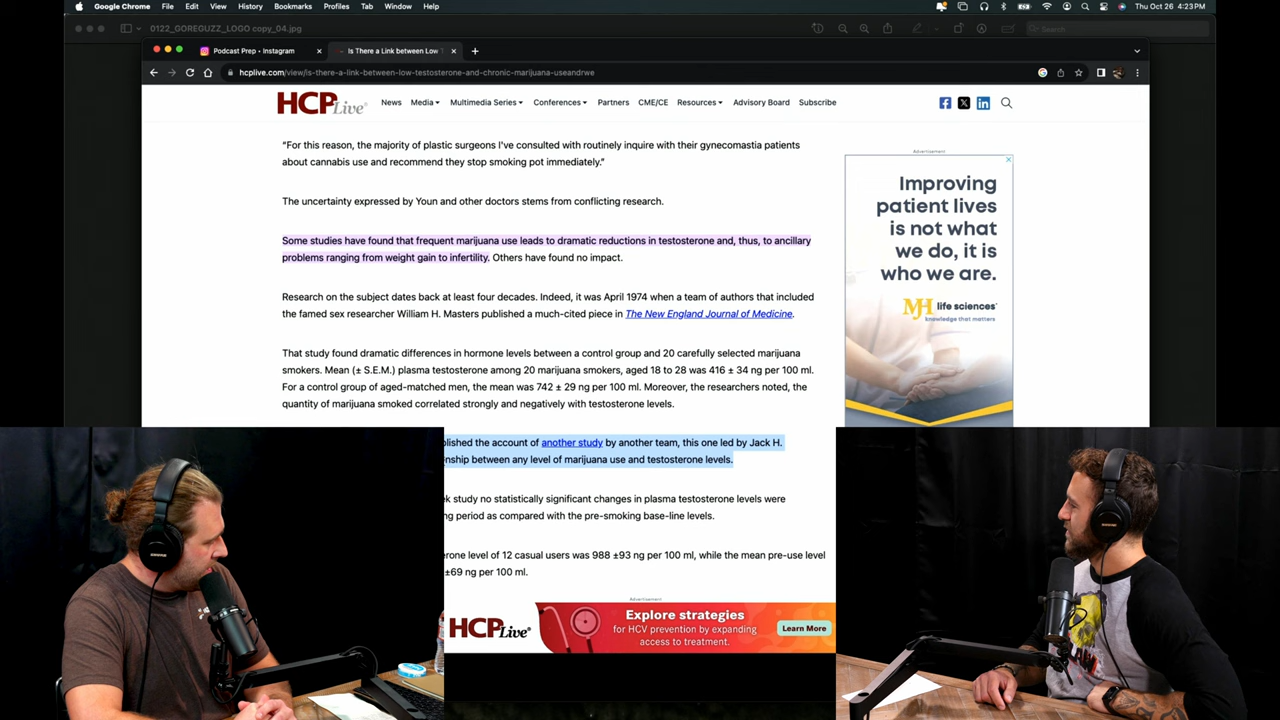 Google Chrome File Edit View History Bookmarks Profiles Tab Window Help Thu Oct 26 4:23 PM
0122_GOREGUZZ_LOGO copy_04.jpg Search
Podcast Prep • Instagram Is There a Link between Low T
hcplive.com/view/is-there-a-link-between-low-testosterone-and-chronic-marijuana-useandrwe
HCPLive® News Media Multimedia Series Conferences Partners CME/CE Resources Advisory Board Subscribe
“For this reason, the majority of plastic surgeons I've consulted with routinely inquire with their gynecomastia patients
about cannabis use and recommend they stop smoking pot immediately.”
The uncertainty expressed by Youn and other doctors stems from conflicting research.
Some studies have found that frequent marijuana use leads to dramatic reductions in testosterone and, thus, to ancillary
problems ranging from weight gain to infertility. Others have found no impact.
Research on the subject dates back at least four decades. Indeed, it was April 1974 when a team of authors that included
the famed sex researcher William H. Masters published a much-cited piece in The New England Journal of Medicine.
That study found dramatic differences in hormone levels between a control group and 20 carefully selected marijuana
smokers. Mean (± S.E.M.) plasma testosterone among 20 marijuana smokers, aged 18 to 28 was 416 ± 34 ng per 100 ml.
For a control group of aged-matched men, the mean was 742 ± 29 ng per 100 ml. Moreover, the researchers noted, the
quantity of marijuana smoked correlated strongly and negatively with testosterone levels.
lished the account of another study by another team, this one led by Jack H.
nship between any level of marijuana use and testosterone levels.
ek study no statistically significant changes in plasma testosterone levels were
ng period as compared with the pre-smoking base-line levels.
erone level of 12 casual users was 988 ±93 ng per 100 ml, while the mean pre-use level
±69 ng per 100 ml.
Advertisement
Improving
patient lives
is not what
we do, it is
who we are.
MJH life sciences®
knowledge that matters
Advertisement
HCPLive®
Explore strategies
for HCV prevention by expanding
access to treatment.
Learn More